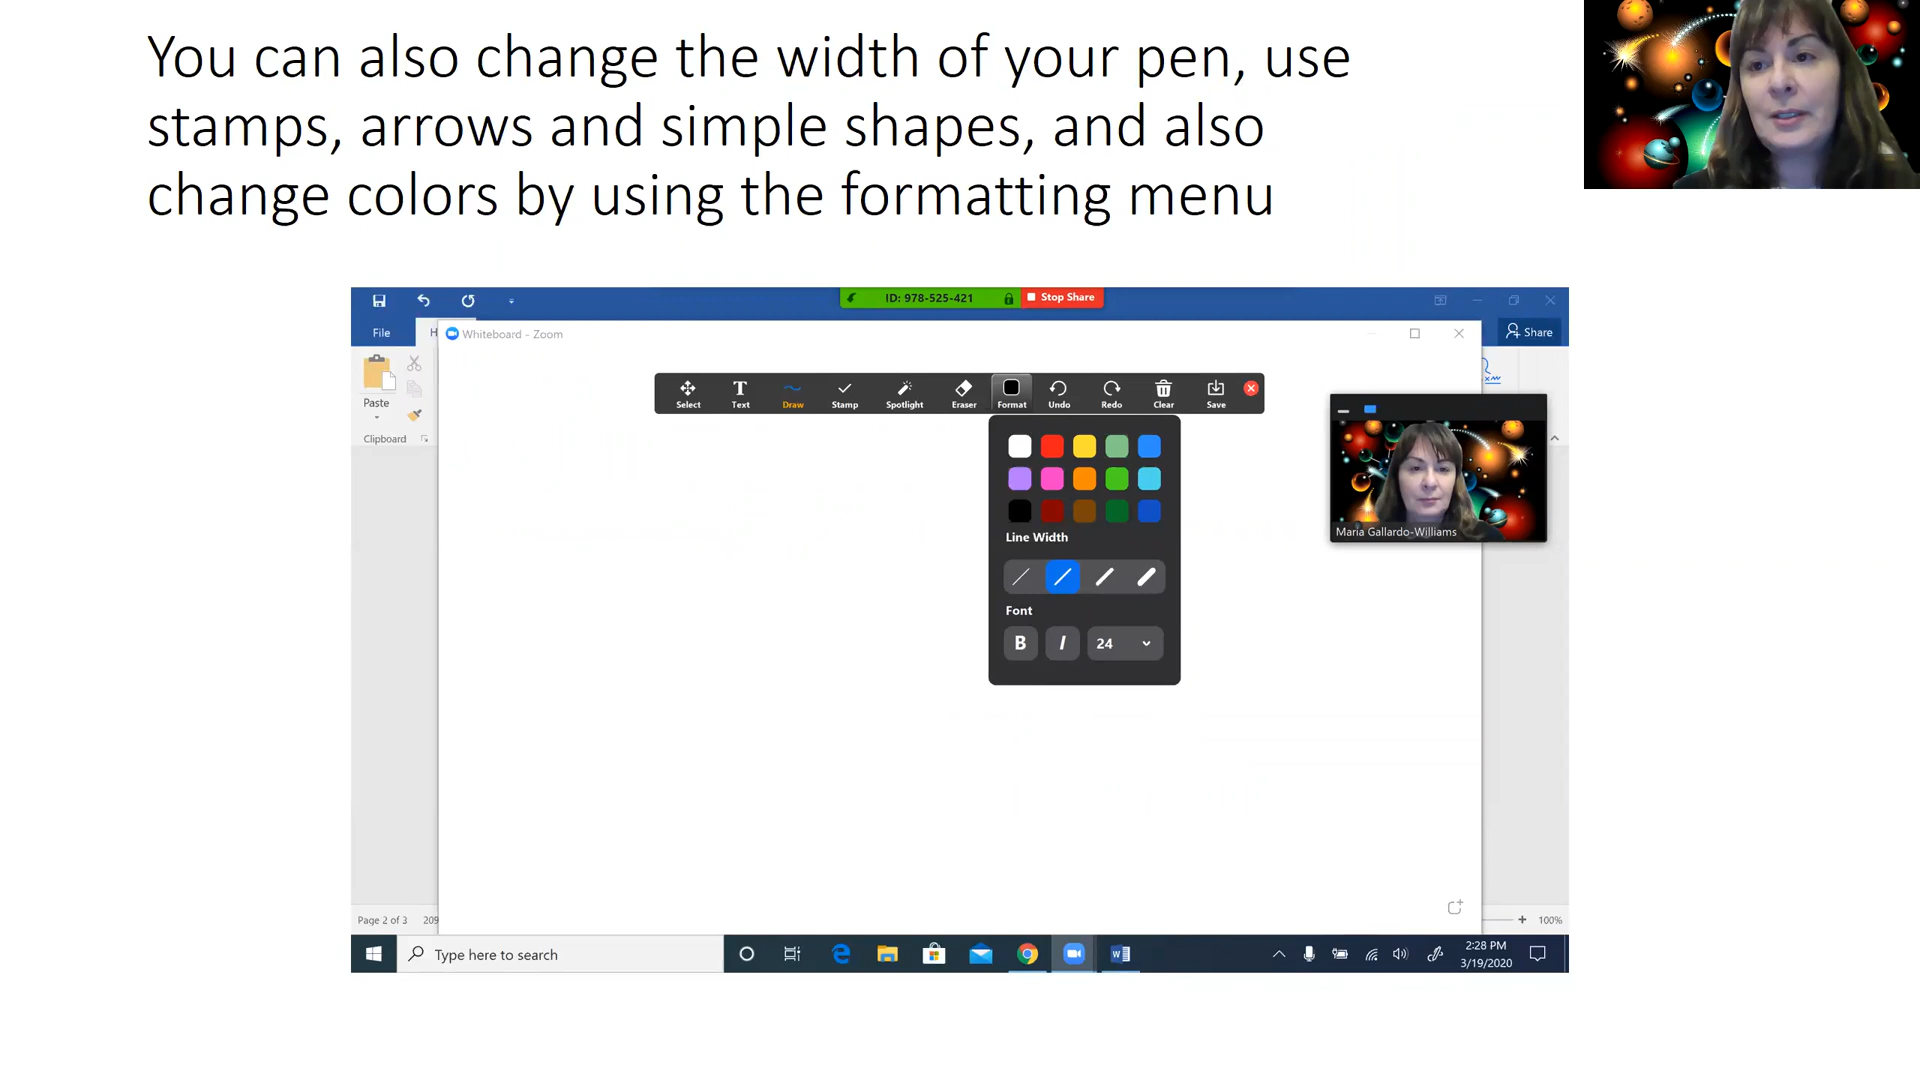 You can also change the width of your pen, use
stamps, arrows and simple shapes, and also
change colors by using the formatting menu
ID: 978-525-421
Stop Share
File
H
Whiteboard - Zoom
Share
Select
Text
Draw
Stamp
Spotlight
Eraser
Format
Undo
Redo
Clear
Save
Paste
Clipboard
Line Width
Font
B
I
24
Maria Gallardo-Williams
Page 2 of 3
209
100%
Type here to search
2:28 PM
3/19/2020